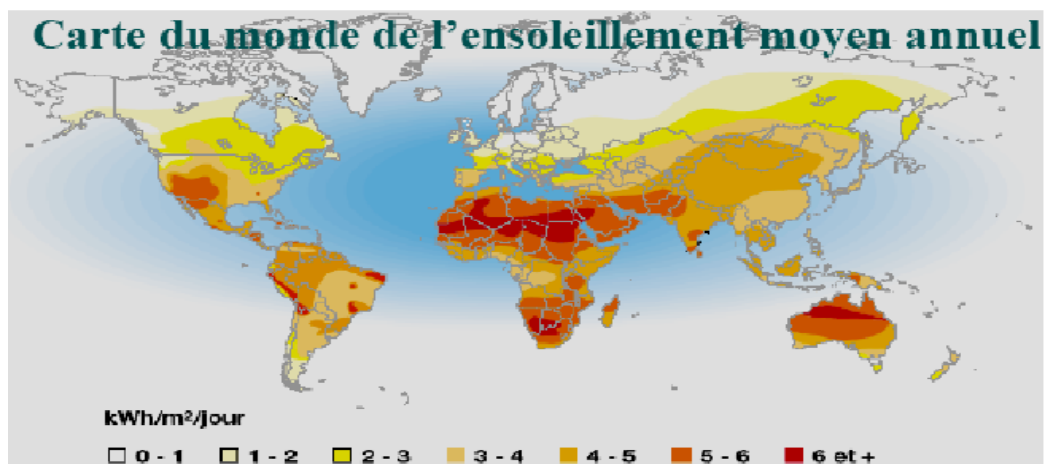 Carte du monde de l’ensoleillement moyen annuel
kWh/m²/jour
0 - 1 1 - 2 2 - 3 3 - 4 4 - 5 5 - 6 6 et +